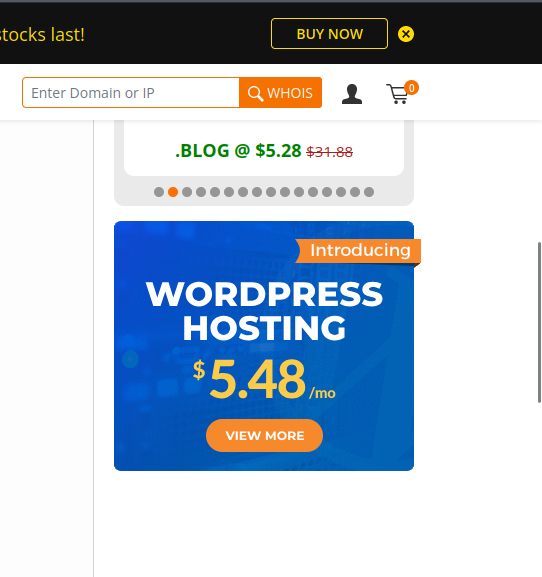 stocks last!
BUY NOW
Enter Domain or IP
WHOIS
0
.BLOG @ $5.28 $31.88
Introducing
WORDPRESS
HOSTING
$5.48/mo
VIEW MORE